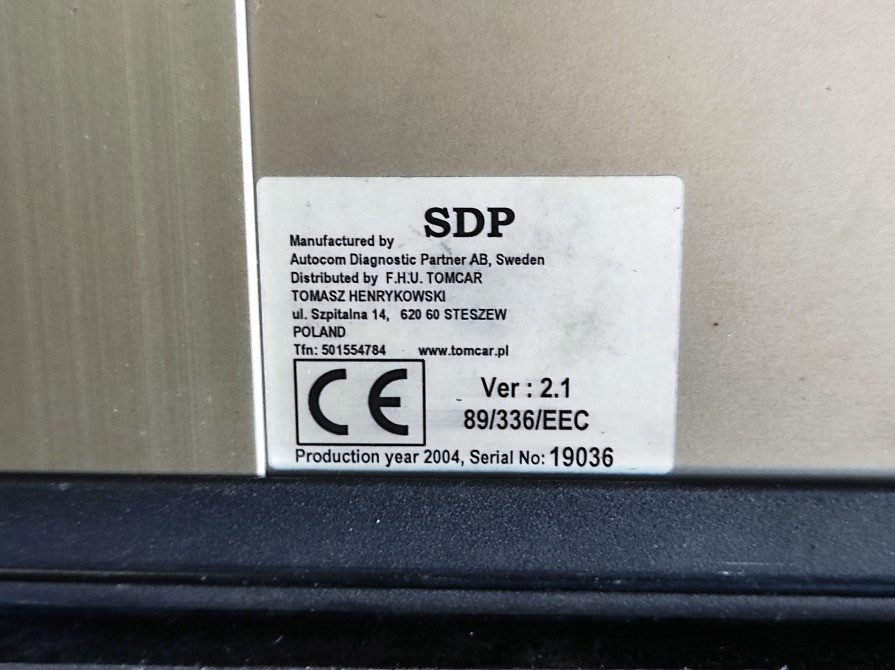 SDP
Manufactured by
Autocom Diagnostic Partner AB, Sweden
Distributed by F.H.U. TOMCAR
TOMASZ HENRYKOWSKI
ul. Szpitalna 14, 620 60 STESZEW
POLAND
Tfn: 501554784 www.tomcar.pl
CE
Ver : 2.1
89/336/EEC
Production year 2004, Serial No: 19036